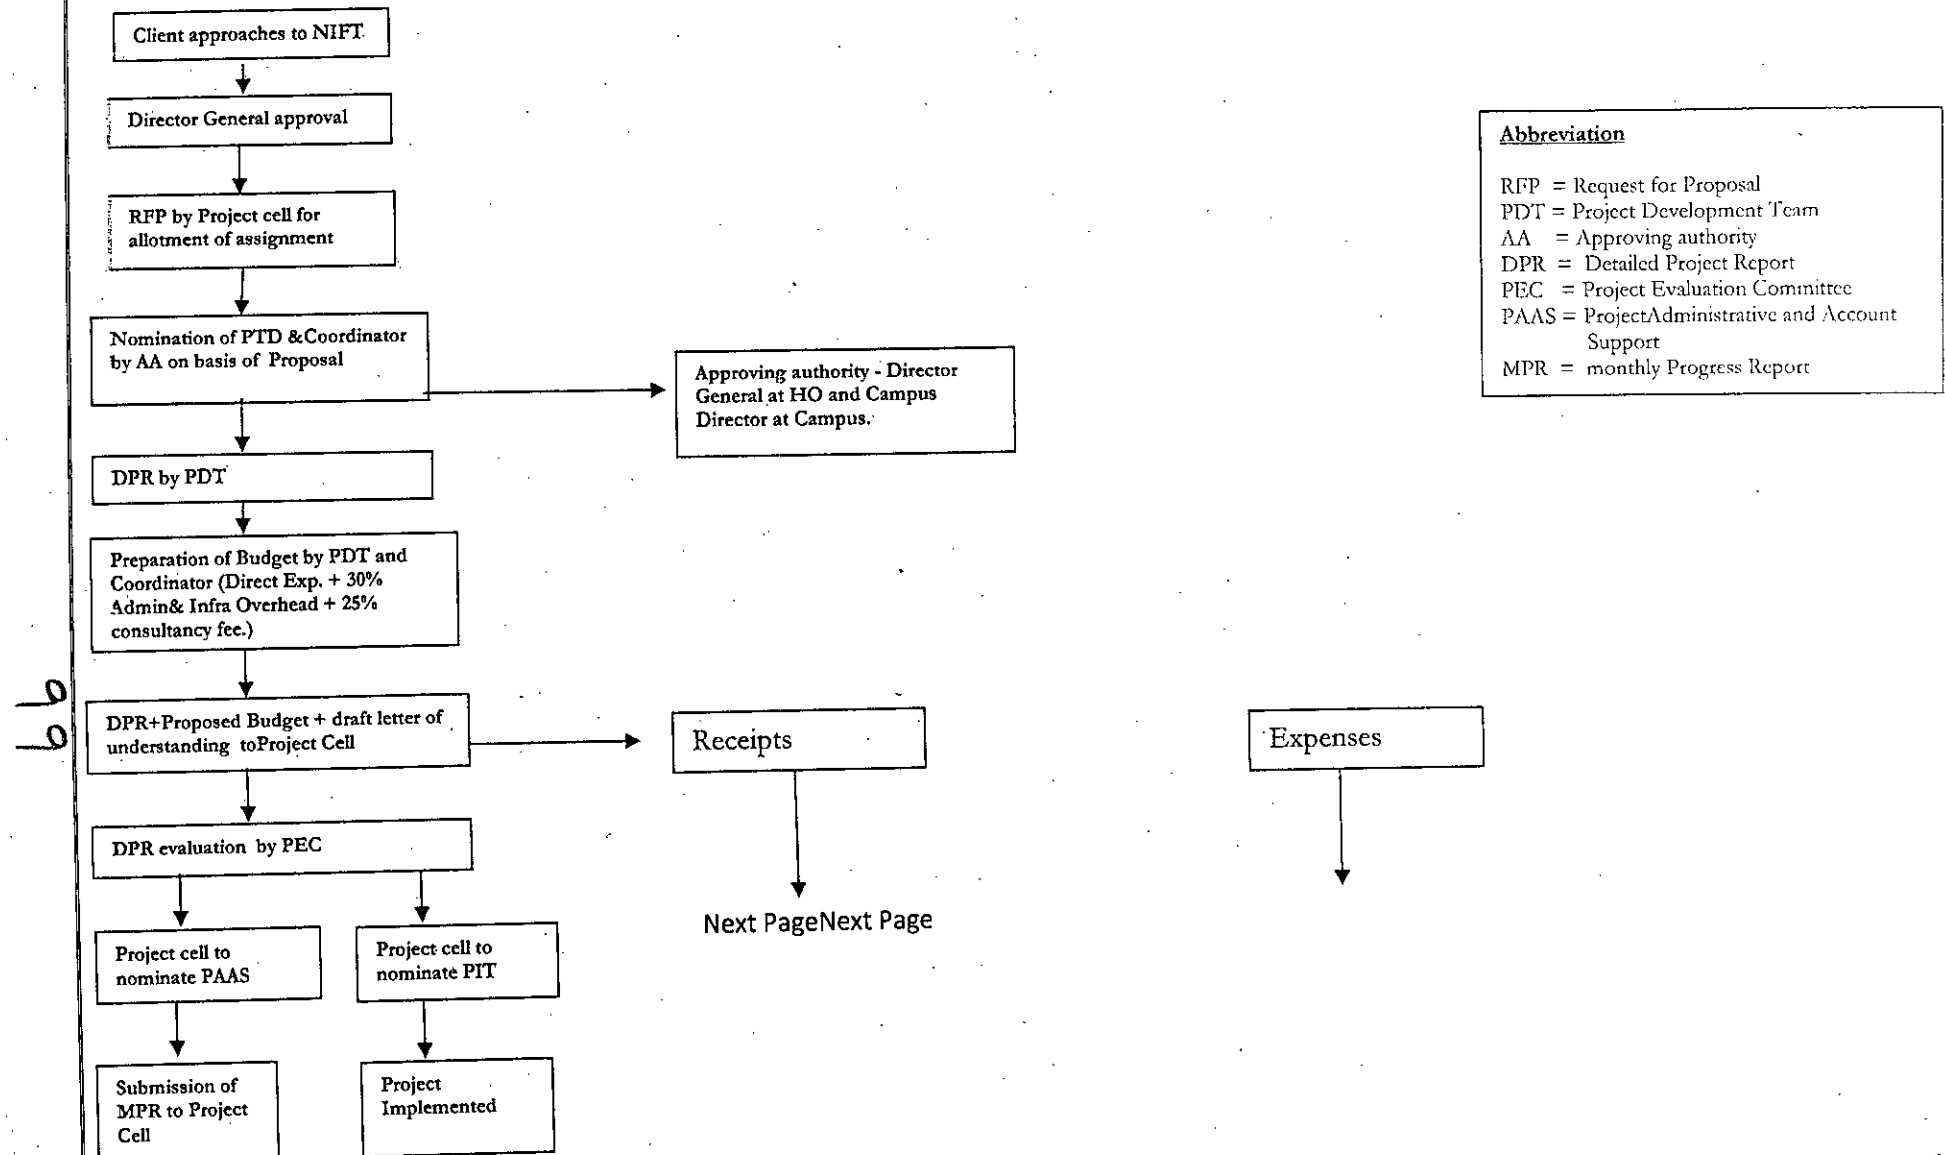 Client approaches to NIFT.
Director General approval
RFP by Project cell for
allotment of assignment
Nomination of PTD &Coordinator
by AA on basis of Proposal
Approving authority - Director
General at HO and Campus
Director at Campus.
DPR by PDT
Preparation of Budget by PDT and
Coordinator (Direct Exp. + 30%
Admin& Infra Overhead + 25%
consultancy fee.)
DPR+Proposed Budget + draft letter of
understanding toProject Cell
Receipts
Expenses
DPR evaluation by PEC
Next PageNext Page
Project cell to
nominate PAAS
Project cell to
nominate PIT
Submission of
MPR to Project
Cell
Project
Implemented
Abbreviation
RFP = Request for Proposal
PDT = Project Development Team
AA = Approving authority
DPR = Detailed Project Report
PEC = Project Evaluation Committee
PAAS = ProjectAdministrative and Account
Support
MPR = monthly Progress Report